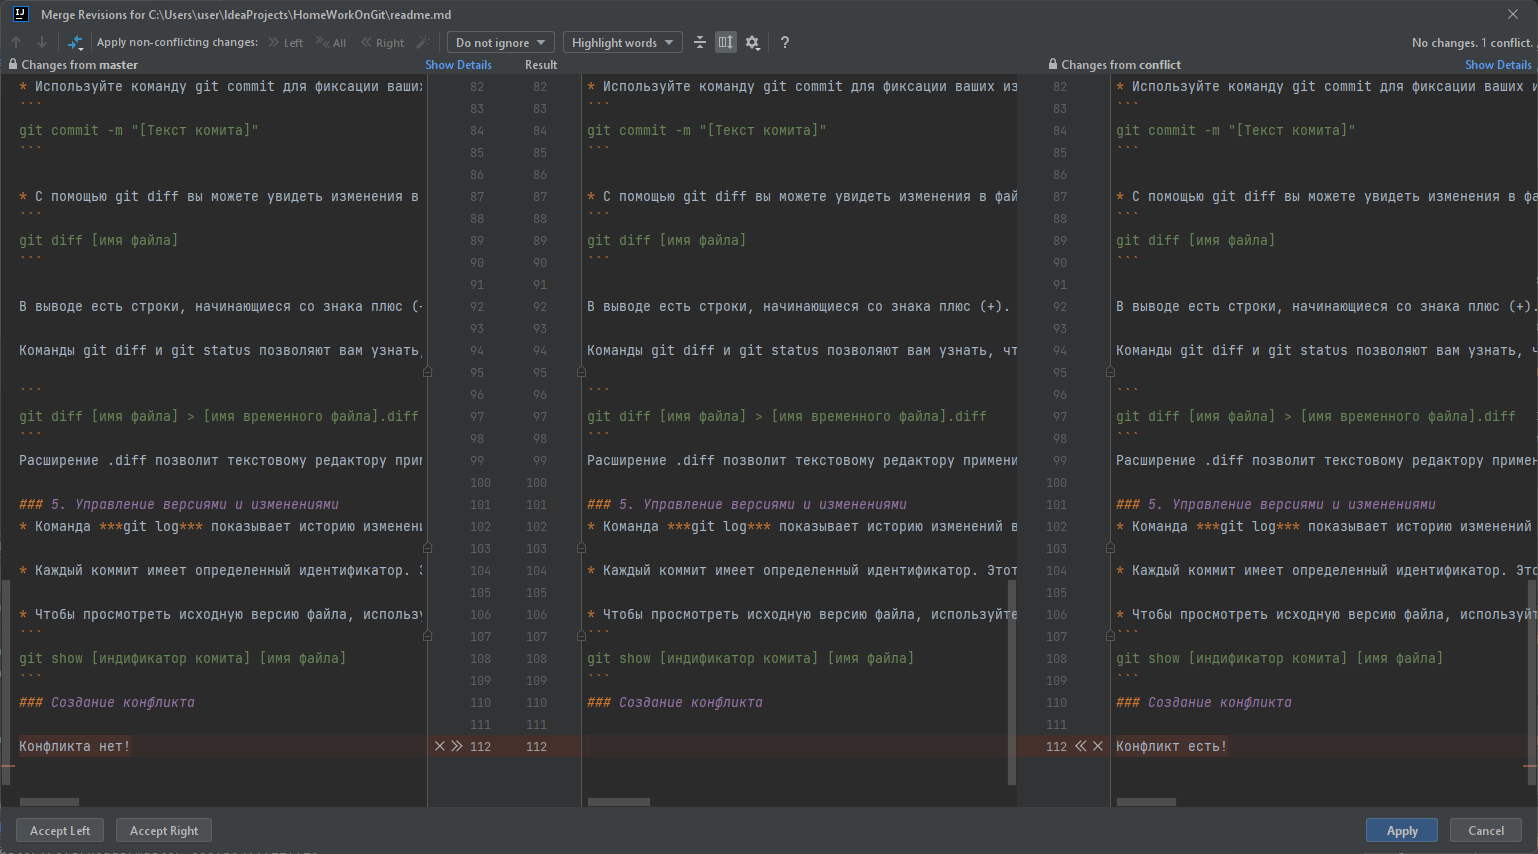 Merge Revisions for C:\Users\user\IdeaProjects\HomeWorkOnGit\readme.md
Apply non-conflicting changes: Left All Right Do not ignore Highlight words ? No changes. 1 conflict.
Changes from master Show Details Result Changes from conflict Show Details
* Используйте команду git commit для фиксации ваших 82 82 * Используйте команду git commit для фиксации ваших 82 * Используйте команду git commit для фиксации ваших
``` 83 83 ``` 83 ```
git commit -m "[Текст комита]" 84 84 git commit -m "[Текст комита]" 84 git commit -m "[Текст комита]"
``` 85 85 ``` 85 ```
86 86 86
* С помощью git diff вы можете увидеть изменения в 87 87 * С помощью git diff вы можете увидеть изменения в 87 * С помощью git diff вы можете увидеть изменения в
``` 88 88 ``` 88 ```
git diff [имя файла] 89 89 git diff [имя файла] 89 git diff [имя файла]
``` 90 90 ``` 90 ```
91 91 91
В выводе есть строки, начинающиеся со знака плюс 92 92 В выводе есть строки, начинающиеся со знака плюс (+). 92 В выводе есть строки, начинающиеся со знака плюс (+).
93 93 93
Команды git diff и git status позволяют вам узнать, 94 94 Команды git diff и git status позволяют вам узнать, 94 Команды git diff и git status позволяют вам узнать,
95 95 95
``` 96 96 ``` 96 ```
git diff [имя файла] > [имя временного файла].diff 97 97 git diff [имя файла] > [имя временного файла].diff 97 git diff [имя файла] > [имя временного файла].diff
``` 98 98 ``` 98 ```
Расширение .diff позволит текстовому редактору 99 99 Расширение .diff позволит текстовому редактору 99 Расширение .diff позволит текстовому редактору
100 100 100
### 5. Управление версиями и изменениями 101 101 ### 5. Управление версиями и изменениями 101 ### 5. Управление версиями и изменениями
* Команда ***git log*** показывает историю 102 102 * Команда ***git log*** показывает историю изменений в 102 * Команда ***git log*** показывает историю изменений
103 103 103
* Каждый коммит имеет определенный идентификатор. 104 104 * Каждый коммит имеет определенный идентификатор. Этот 104 * Каждый коммит имеет определенный идентификатор.
105 105 105
* Чтобы просмотреть исходную версию файла, 106 106 * Чтобы просмотреть исходную версию файла, используйте 106 * Чтобы просмотреть исходную версию файла,
``` 107 107 ``` 107 ```
git show [индификатор комита] [имя файла] 108 108 git show [индификатор комита] [имя файла] 108 git show [индификатор комита] [имя файла]
``` 109 109 ``` 109 ```
### Создание конфликта 110 110 ### Создание конфликта 110 ### Создание конфликта
111 111 111
Конфликта нет! 112 112 112 Конфликт есть!
Accept Left Accept Right Apply Cancel